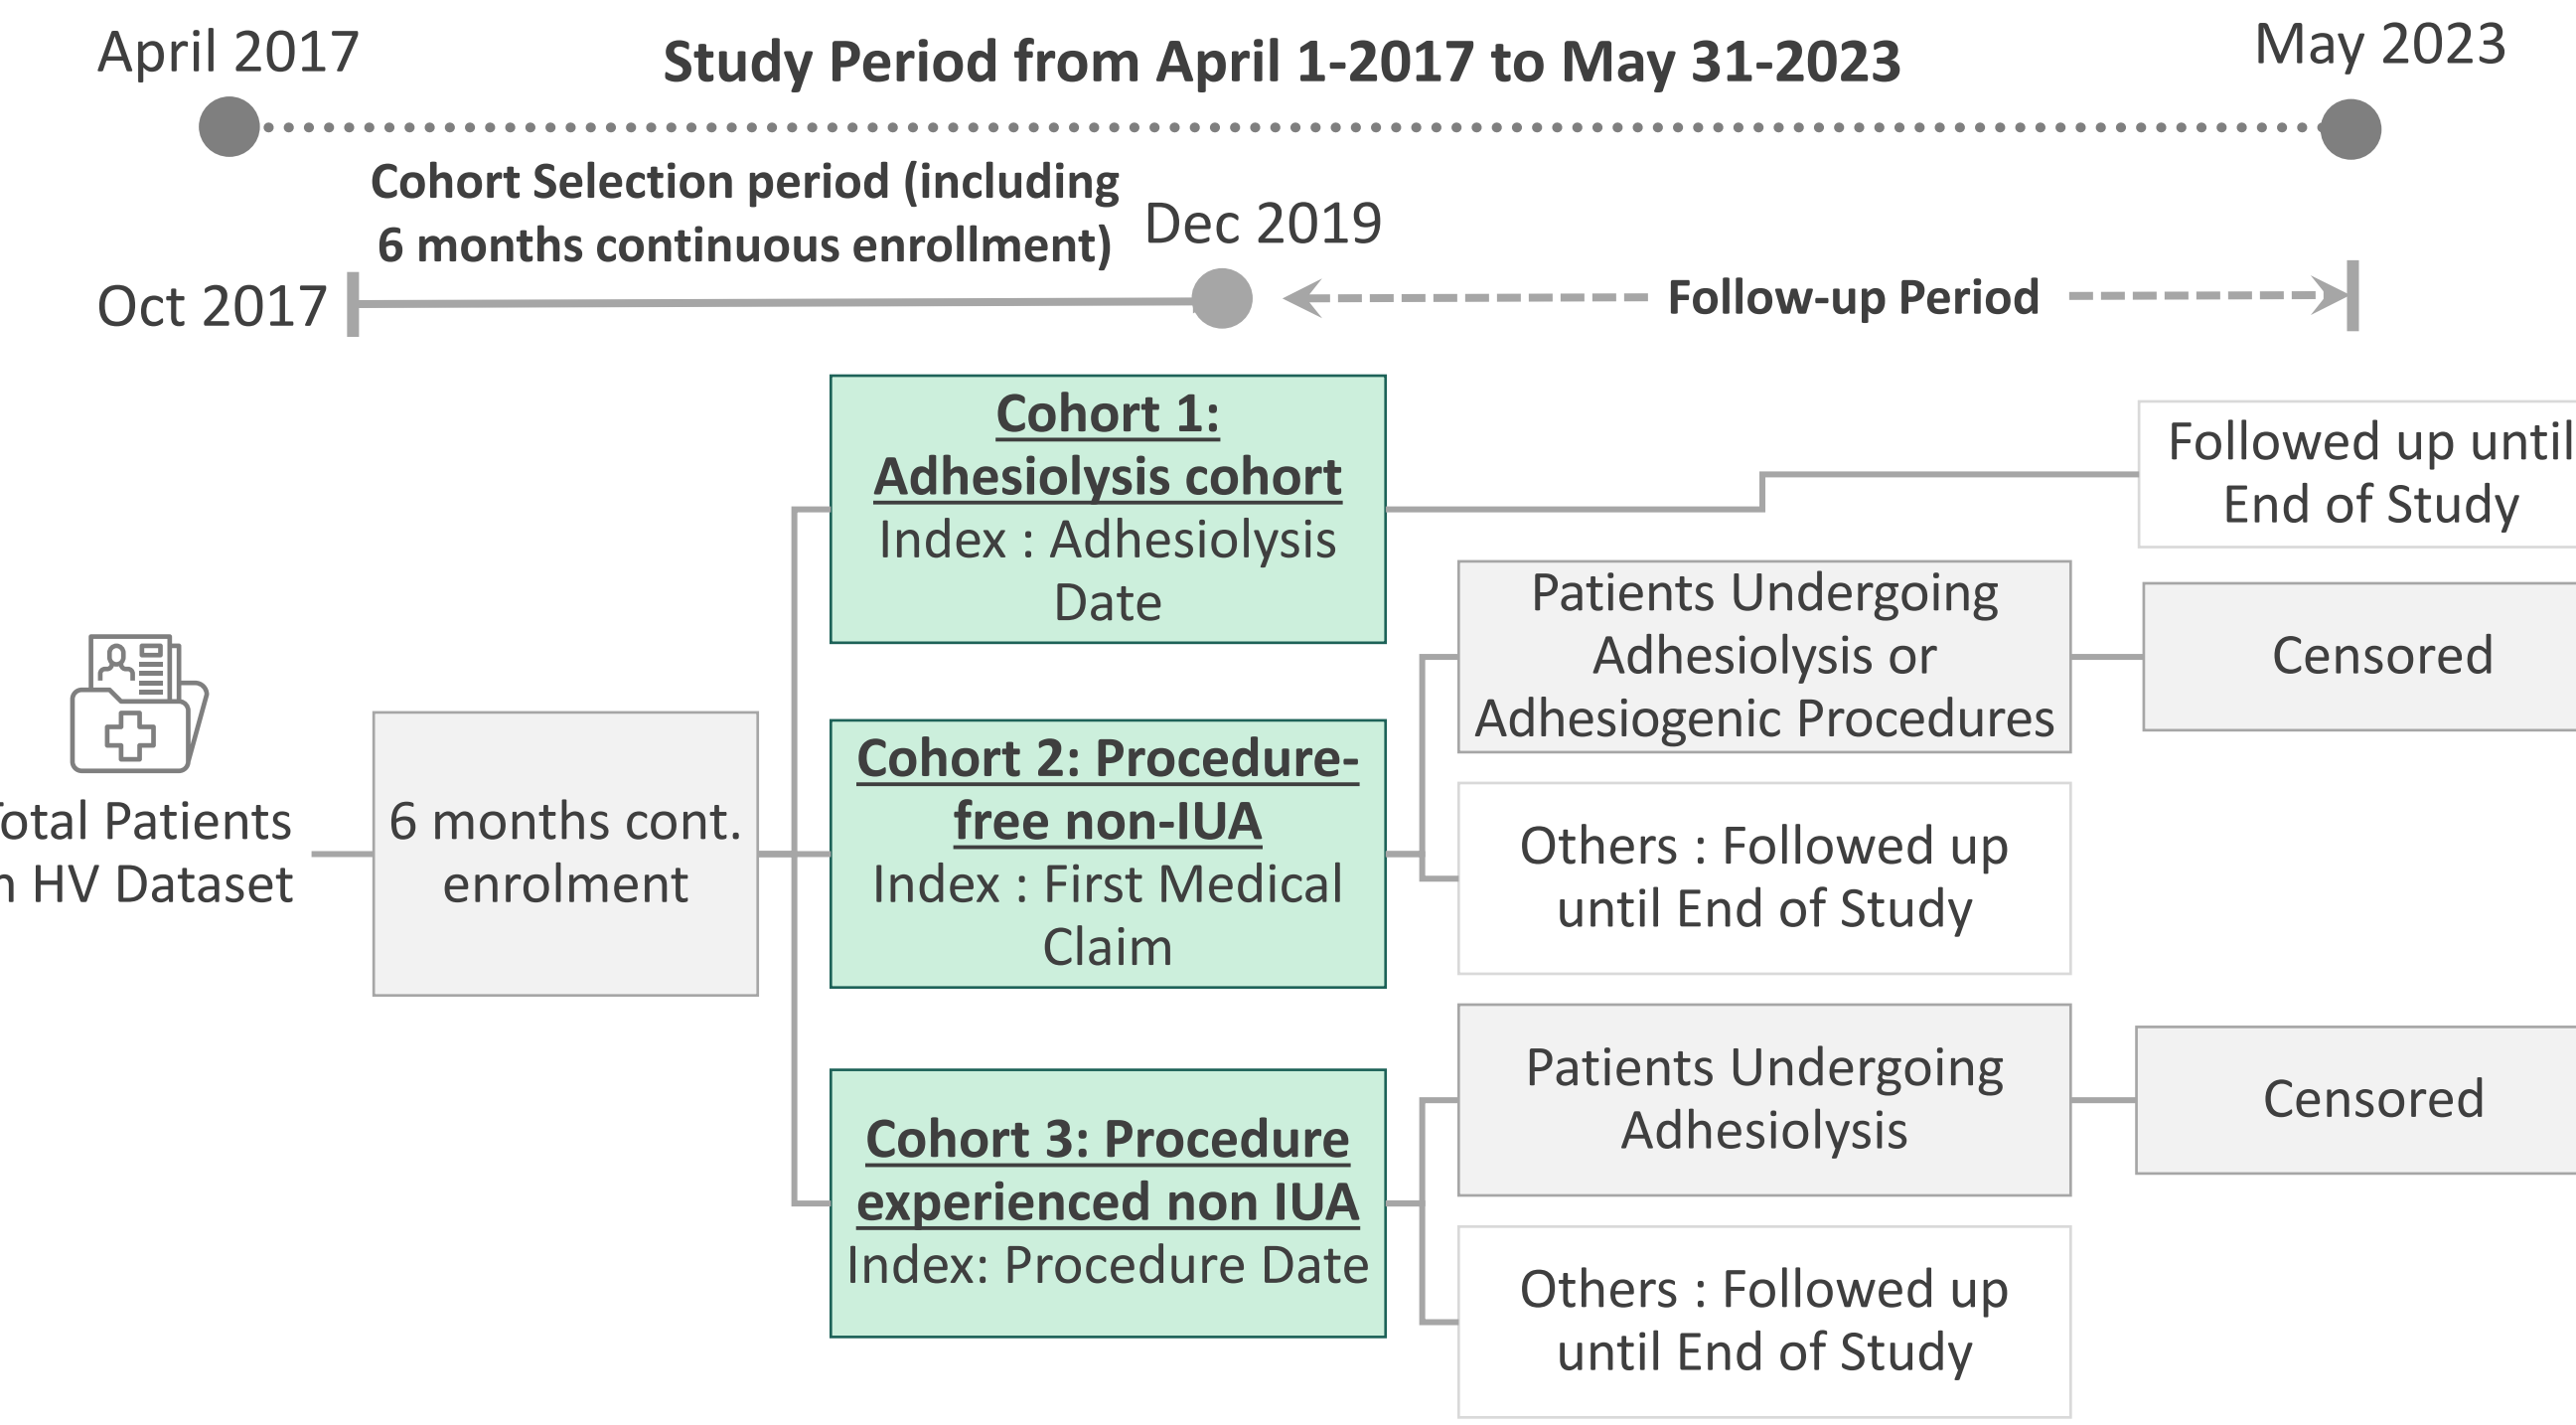 April 2017
Study Period from April 1-2017 to May 31-2023
May 2023
Cohort Selection period (including
6 months continuous enrollment)
Dec 2019
Oct 2017
Follow-up Period
Cohort 1:
Adhesiolysis cohort
Index : Adhesiolysis
Date
Followed up until
End of Study
Patients Undergoing
Adhesiolysis or
Adhesiogenic Procedures
Censored
Patients
HV Dataset
6 months cont.
enrolment
Cohort 2: Procedure-
free non-IUA
Index : First Medical
Claim
Others : Followed up
until End of Study
Cohort 3: Procedure
experienced non IUA
Index: Procedure Date
Patients Undergoing
Adhesiolysis
Censored
Others : Followed up
until End of Study